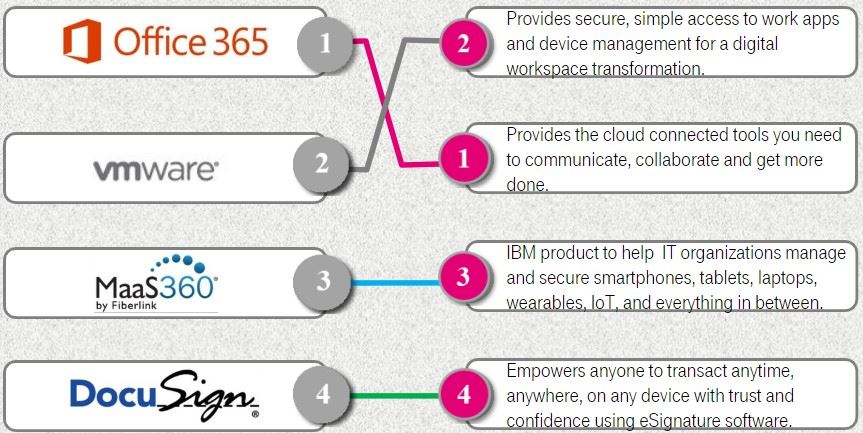 Office 365
1
2
Provides secure, simple access to work apps
and device management for a digital
workspace transformation.
vmware®
2
1
Provides the cloud connected tools you need
to communicate, collaborate and get more
done.
MaaS360®
by Fiberlink
3
3
IBM product to help IT organizations manage
and secure smartphones, tablets, laptops,
wearables, IoT, and everything in between.
DocuSign®
4
4
Empowers anyone to transact anytime,
anywhere, on any device with trust and
confidence using eSignature software.